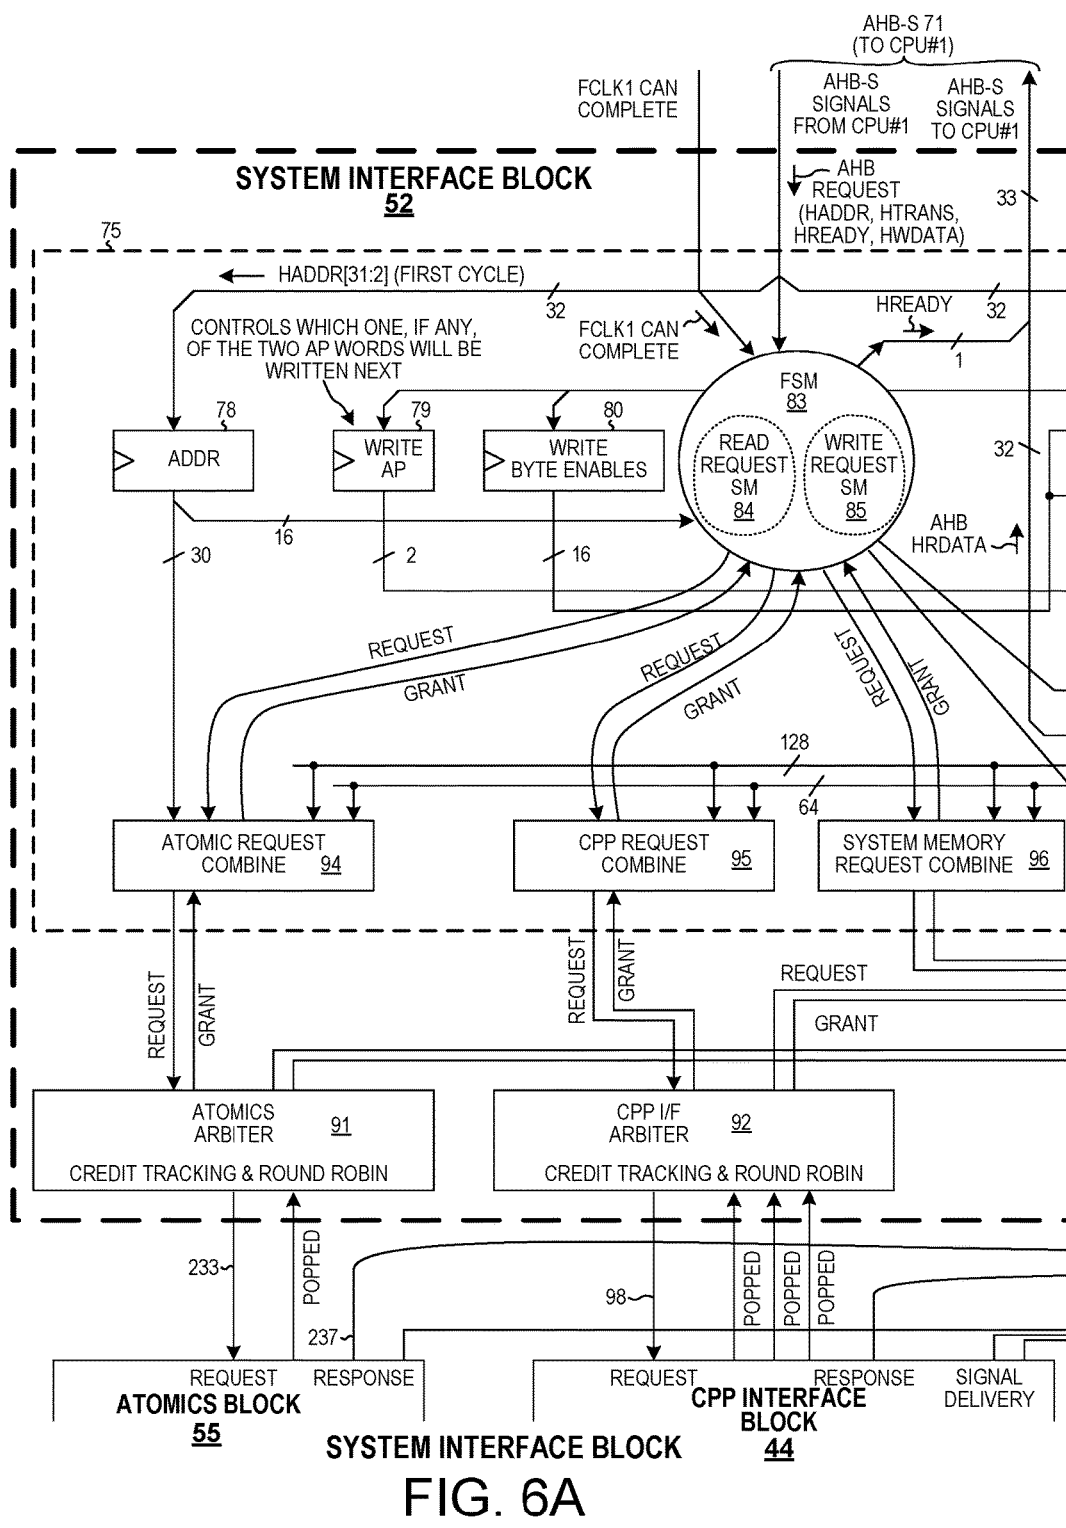 AHB-S 71
(TO CPU#1)
FCLK1 CAN
COMPLETE
AHB-S
SIGNALS
FROM CPU#1
AHB-S
SIGNALS
TO CPU#1
SYSTEM INTERFACE BLOCK
52
AHB
REQUEST
(HADDR, HTRANS,
HREADY, HWDATA)
33
75
HADDR[31:2] (FIRST CYCLE)
32
HREADY
32
CONTROLS WHICH ONE, IF ANY,
OF THE TWO AP WORDS WILL BE
WRITTEN NEXT
FCLK1 CAN
COMPLETE
1
FSM
83
78
79
80
ADDR
WRITE
AP
WRITE
BYTE ENABLES
READ
REQUEST
SM
84
WRITE
REQUEST
SM
85
32
16
30
2
16
AHB
HRDATA
REQUEST
GRANT
REQUEST
GRANT
REQUEST
GRANT
128
64
ATOMIC REQUEST
COMBINE 94
CPP REQUEST
COMBINE 95
SYSTEM MEMORY
REQUEST COMBINE 96
REQUEST
GRANT
REQUEST
GRANT
REQUEST
GRANT
ATOMICS
ARBITER 91
CREDIT TRACKING & ROUND ROBIN
CPP I/F
ARBITER 92
CREDIT TRACKING & ROUND ROBIN
233
POPPED
237
98
POPPED
POPPED
POPPED
REQUEST
RESPONSE
ATOMICS BLOCK
55
REQUEST
RESPONSE
SIGNAL
DELIVERY
CPP INTERFACE
BLOCK
44
SYSTEM INTERFACE BLOCK
FIG. 6A